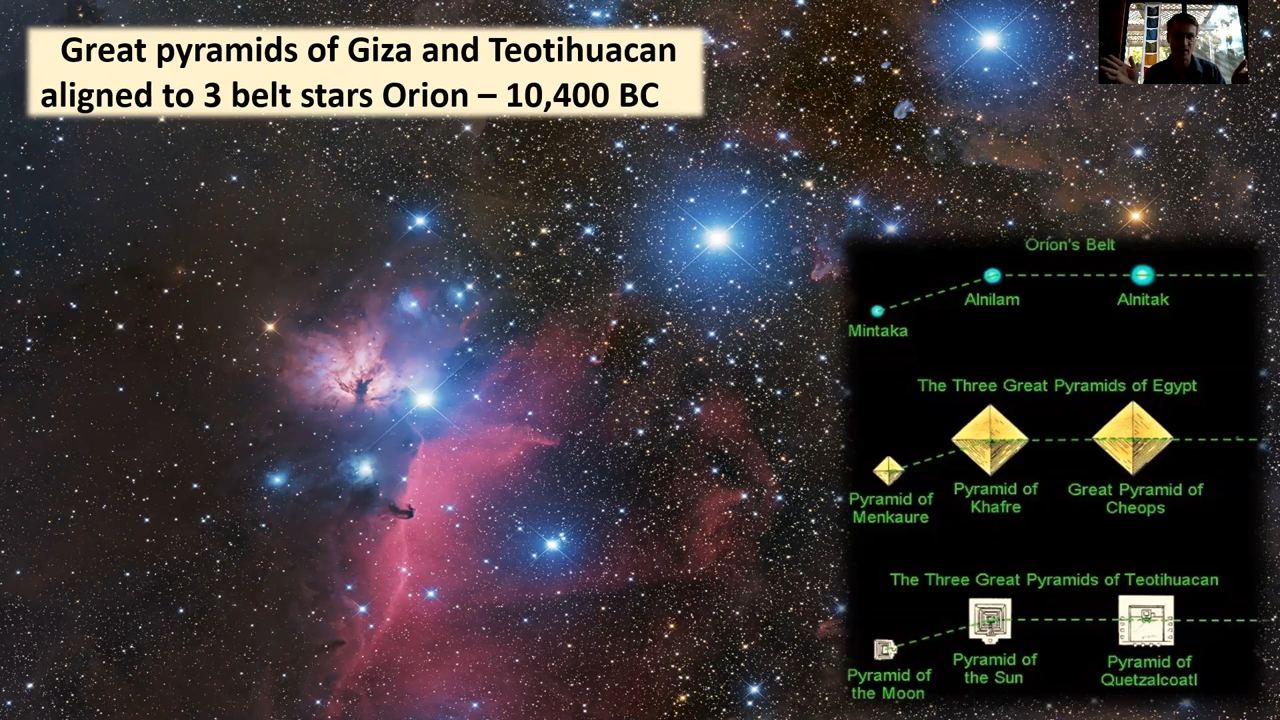 Great pyramids of Giza and Teotihuacan
aligned to 3 belt stars Orion – 10,400 BC
Orion's Belt
Alnilam
Alnitak
Mintaka
The Three Great Pyramids of Egypt
Pyramid of
Menkaure
Pyramid of
Khafre
Great Pyramid of
Cheops
The Three Great Pyramids of Teotihuacan
Pyramid of
the Moon
Pyramid of
the Sun
Pyramid of
Quetzalcoatl